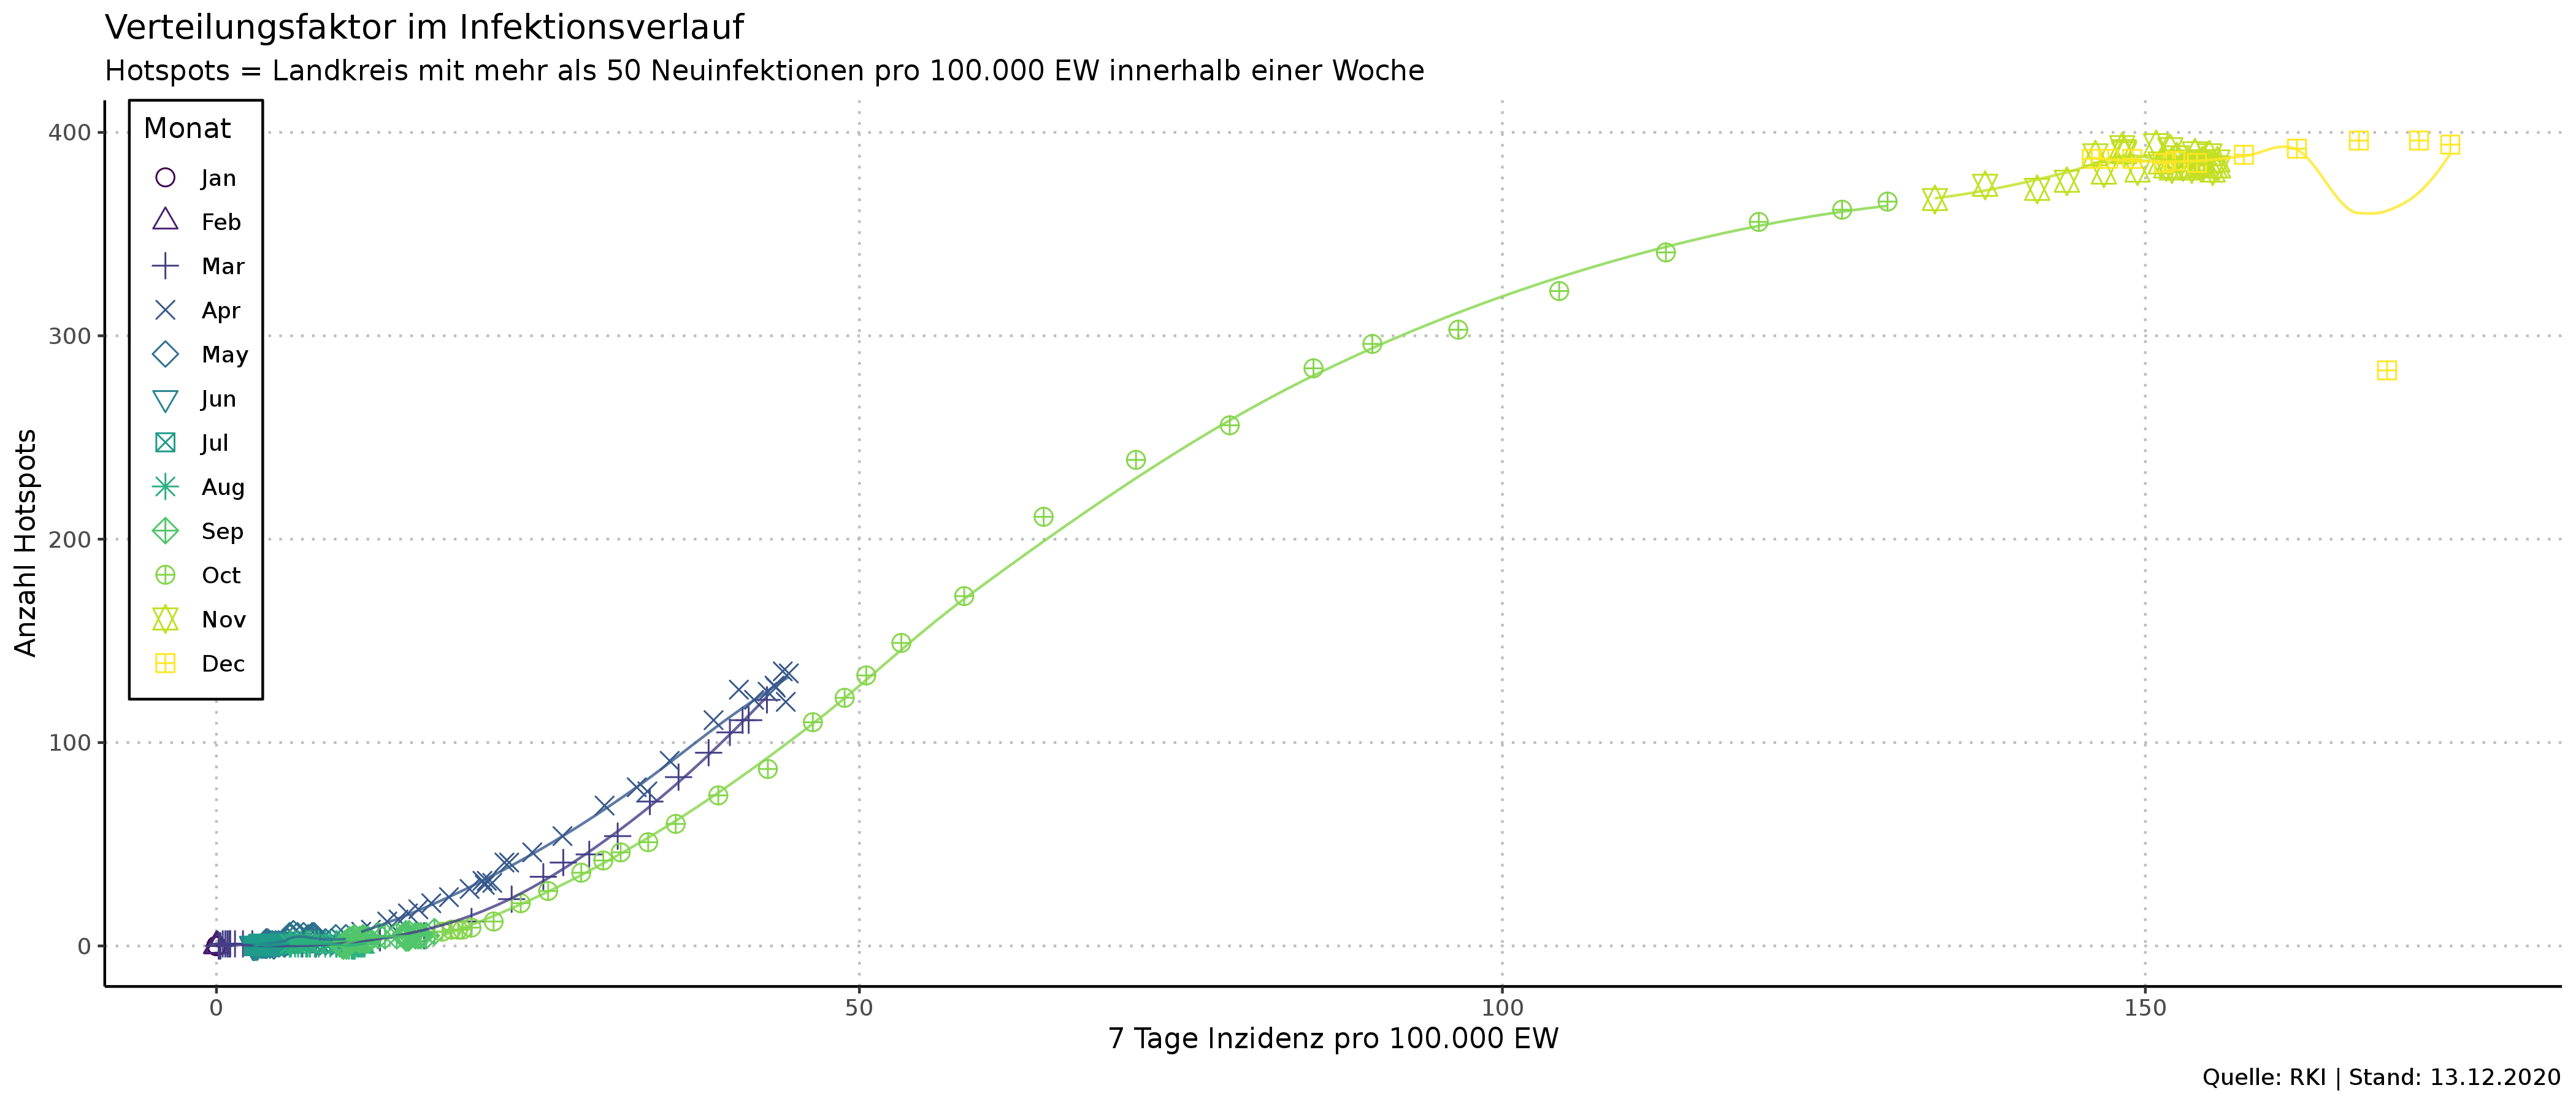 Verteilungsfaktor im Infektionsverlauf
Hotspots = Landkreis mit mehr als 50 Neuinfektionen pro 100.000 EW innerhalb einer Woche
Monat
Jan
Feb
Mar
Apr
May
Jun
Jul
Aug
Sep
Oct
Nov
Dec
Anzahl Hotspots
400
300
200
100
0
0
50
100
150
7 Tage Inzidenz pro 100.000 EW
Quelle: RKI | Stand: 13.12.2020